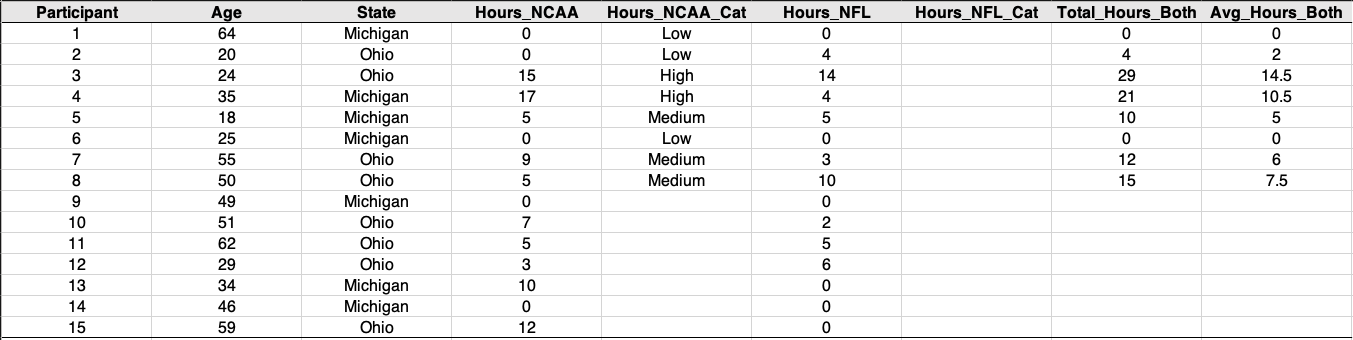 Participant Age State Hours_NCAA Hours_NCAA_Cat Hours_NFL Hours_NFL_Cat Total_Hours_Both Avg_Hours_Both
1 64 Michigan 0 Low 0 0 0
2 20 Ohio 0 Low 4 4 2
3 24 Ohio 15 High 14 29 14.5
4 35 Michigan 17 High 4 21 10.5
5 18 Michigan 5 Medium 5 10 5
6 25 Michigan 0 Low 0 0 0
7 55 Ohio 9 Medium 3 12 6
8 50 Ohio 5 Medium 10 15 7.5
9 49 Michigan 0 0
10 51 Ohio 7 2
11 62 Ohio 5 5
12 29 Ohio 3 6
13 34 Michigan 10 0
14 46 Michigan 0 0
15 59 Ohio 12 0